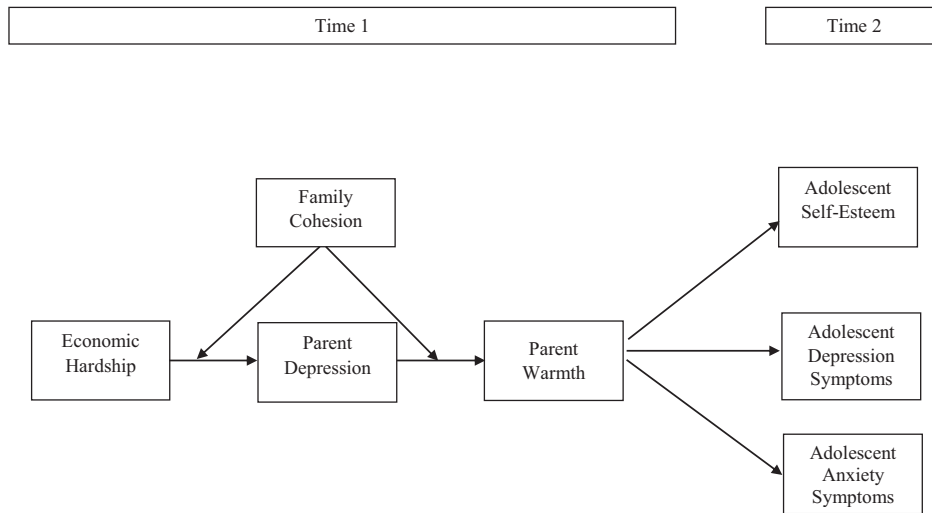 Time 1
Time 2
Family
Cohesion
Adolescent
Self-Esteem
Economic
Hardship
Parent
Depression
Parent
Warmth
Adolescent
Depression
Symptoms
Adolescent
Anxiety
Symptoms